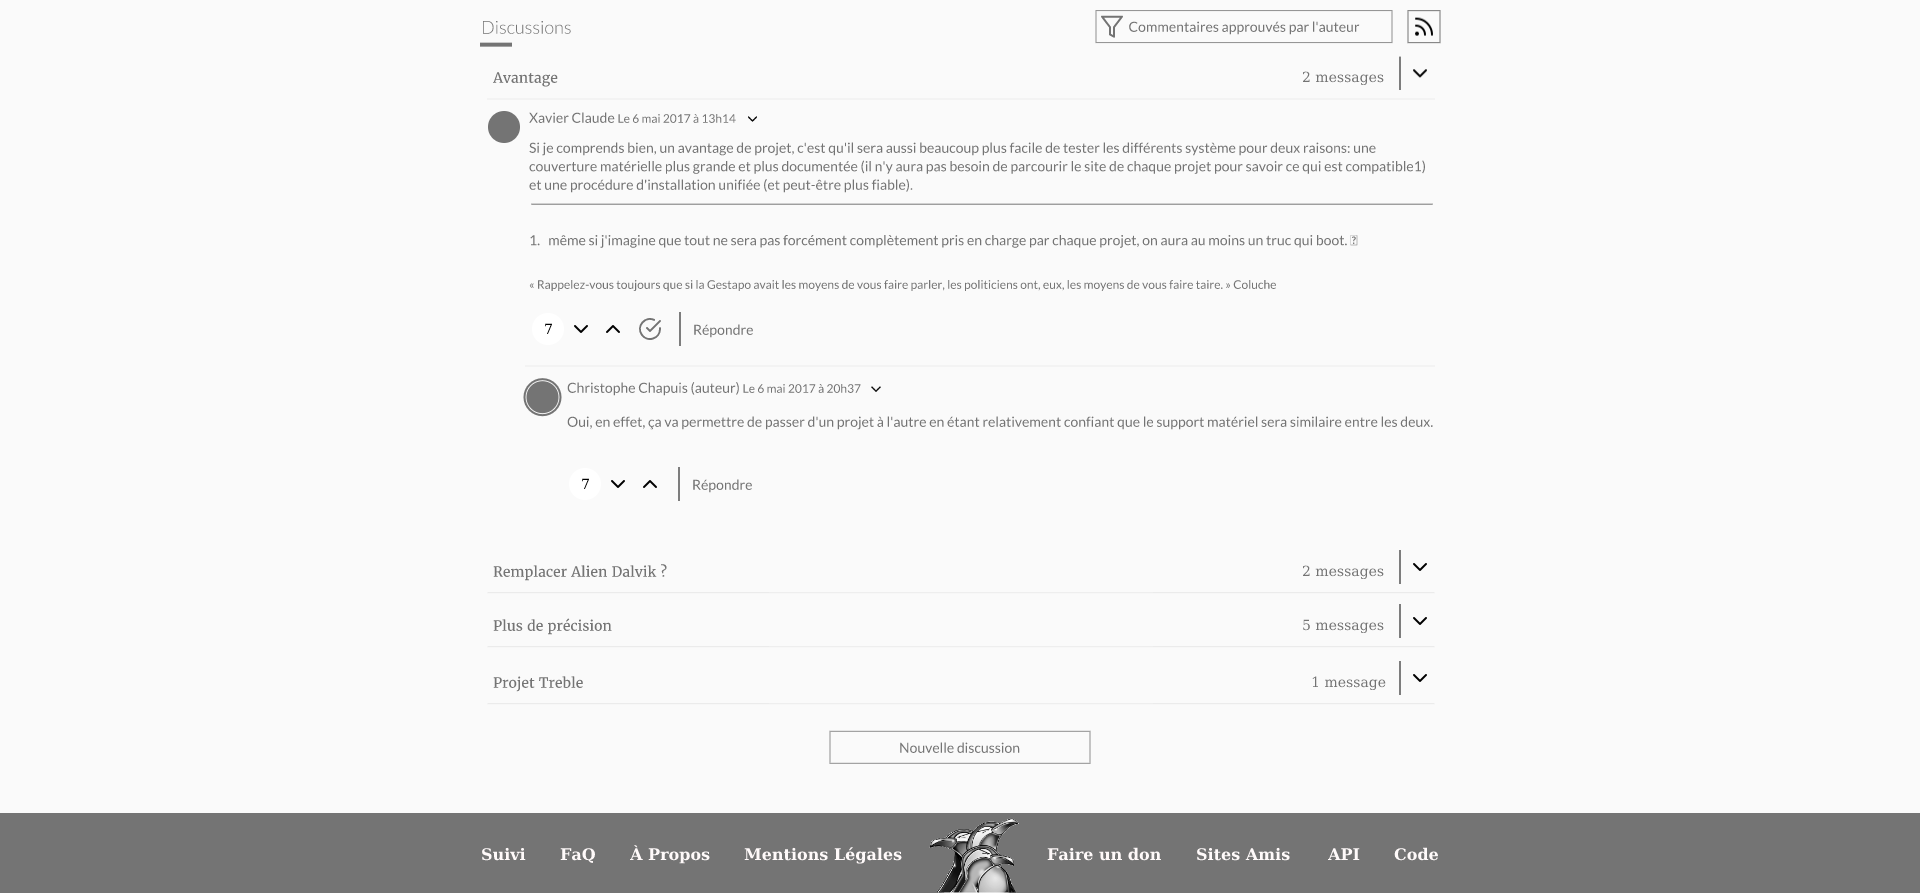 Discussions
Commentaires approuvés par l'auteur
Avantage
2 messages
Xavier Claude Le 6 mai 2017 à 13h14
Si je comprends bien, un avantage de projet, c'est qu'il sera aussi beaucoup plus facile de tester les différents système pour deux raisons: une
couverture matérielle plus grande et plus documentée (il n'y aura pas besoin de parcourir le site de chaque projet pour savoir ce qui est compatible1)
et une procédure d'installation unifiée (et peut-être plus fiable).
1. même si j'imagine que tout ne sera pas forcément complètement pris en charge par chaque projet, on aura au moins un truc qui boot.
« Rappelez-vous toujours que si la Gestapo avait les moyens de vous faire parler, les politiciens ont, eux, les moyens de vous faire taire. » Coluche
7
Répondre
Christophe Chapuis (auteur) Le 6 mai 2017 à 20h37
Oui, en effet, ça va permettre de passer d'un projet à l'autre en étant relativement confiant que le support matériel sera similaire entre les deux.
7
Répondre
Remplacer Alien Dalvik ?
2 messages
Plus de précision
5 messages
Projet Treble
1 message
Nouvelle discussion
Suivi FaQ À Propos Mentions Légales Faire un don Sites Amis API Code